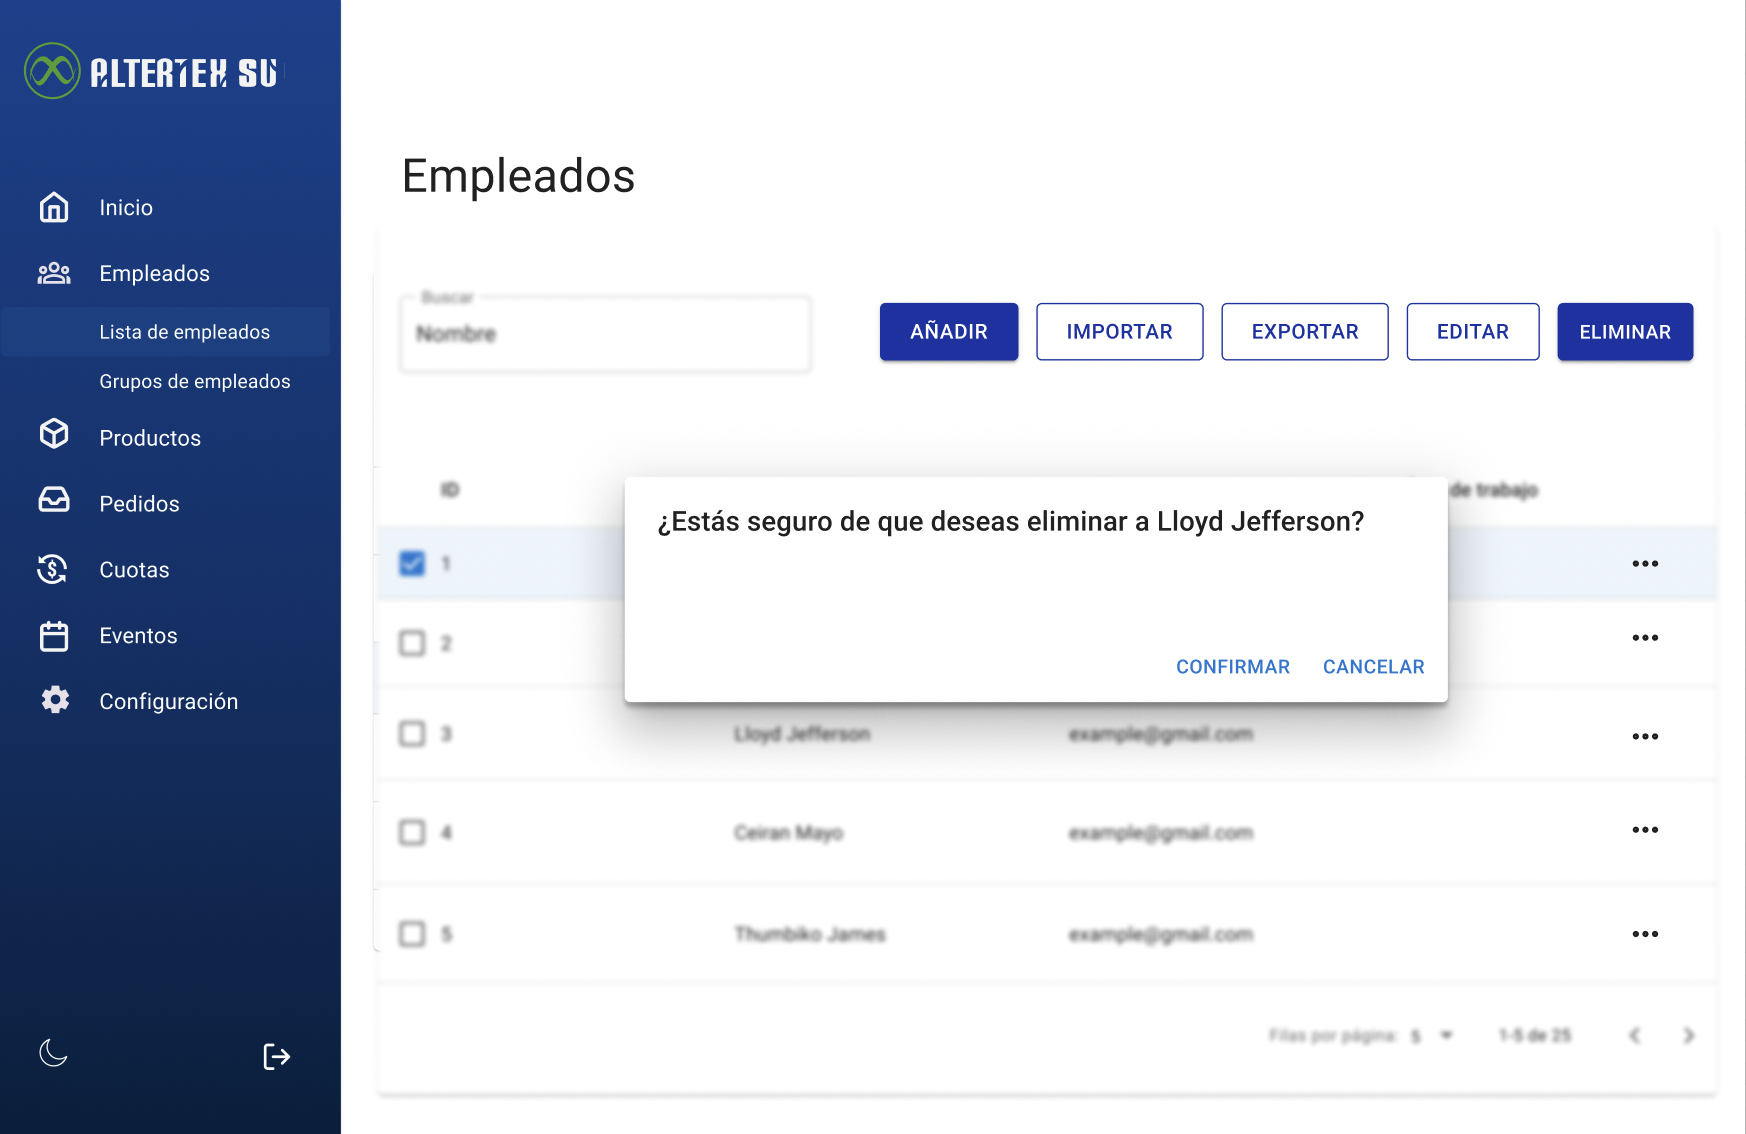 ALTERTEX SU
Inicio
Empleados
Lista de empleados
Grupos de empleados
Productos
Pedidos
Cuotas
Eventos
Configuración
Empleados
Buscar
Nombre
AÑADIR
IMPORTAR
EXPORTAR
EDITAR
ELIMINAR
ID
de trabajo
¿Estás seguro de que deseas eliminar a Lloyd Jefferson?
CONFIRMAR CANCELAR
1
2
3 Lloyd Jefferson example@gmail.com
4 Ceiran Mayo example@gmail.com
5 Thumbiko James example@gmail.com
Filas por página: 5 1-5 de 25